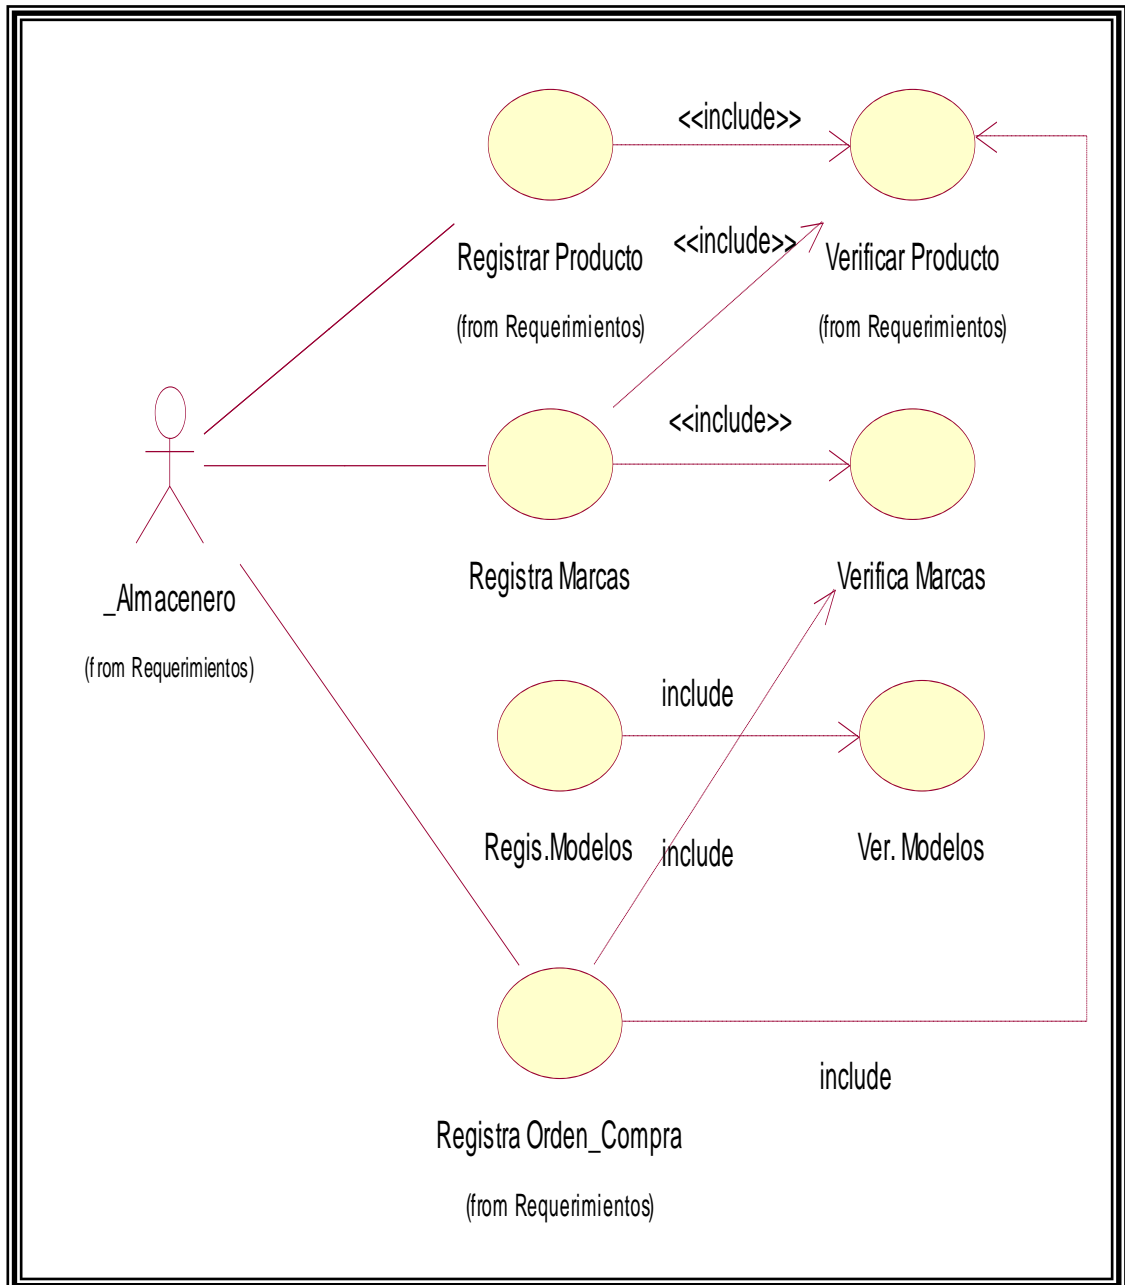 <<include>>
Registrar Producto
(from Requerimientos)
<<include>>
Verificar Producto
(from Requerimientos)
<<include>>
_Almacenero
(from Requerimientos)
Registra Marcas
Verifica Marcas
include
Regis.Modelos
include
Ver. Modelos
include
Registra Orden_Compra
(from Requerimientos)